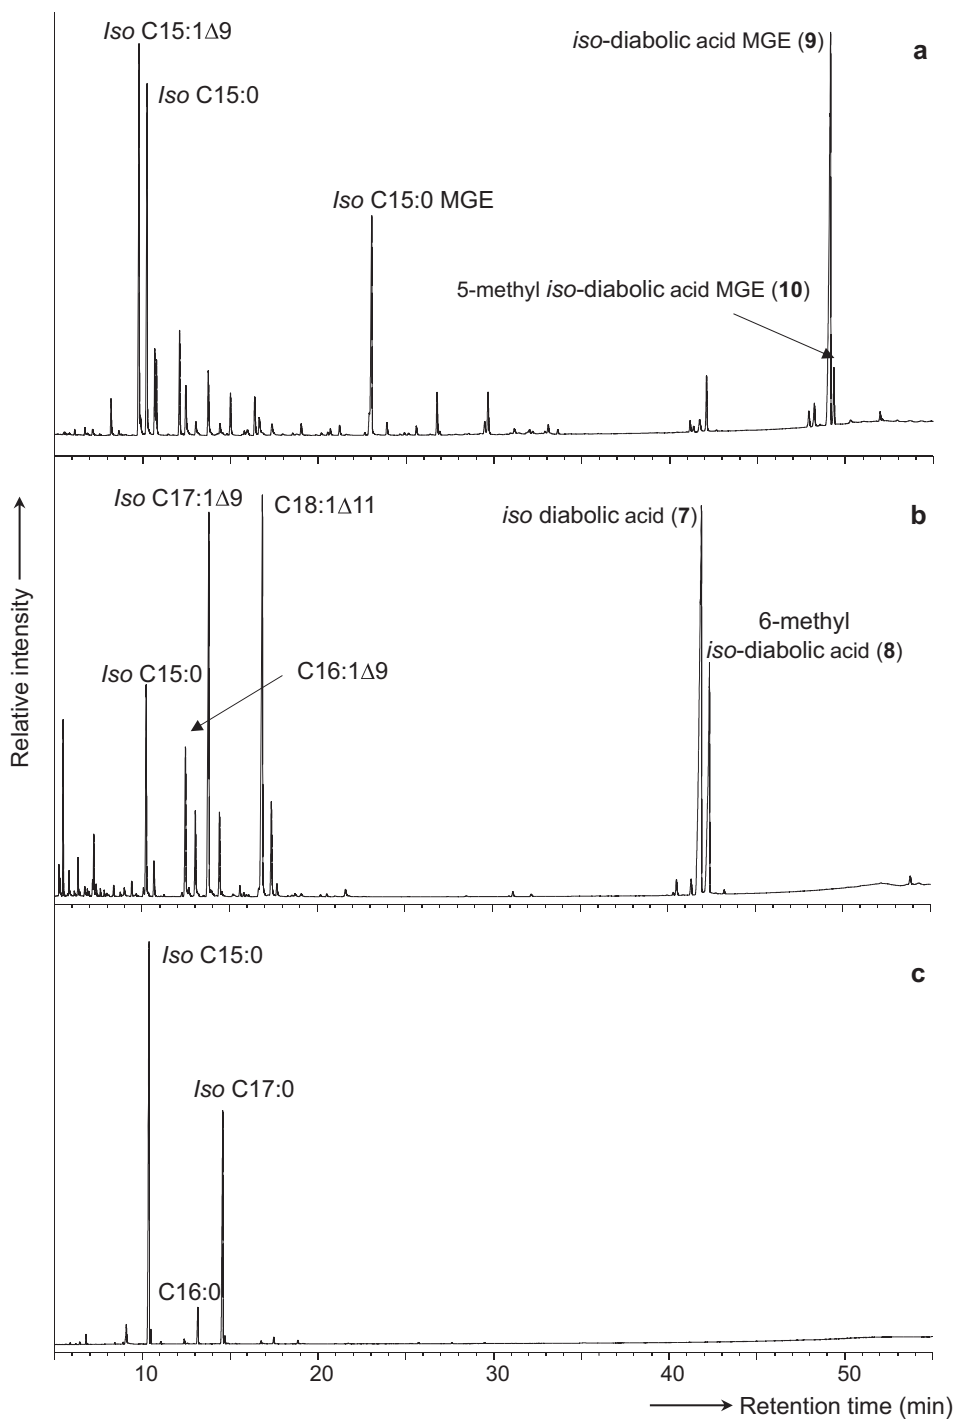 Iso C15:1Δ9
iso-diabolic acid MGE (9)
a
Iso C15:0
Iso C15:0 MGE
5-methyl iso-diabolic acid MGE (10)
Iso C17:1Δ9
C18:1Δ11
iso diabolic acid (7)
b
6-methyl
iso-diabolic acid (8)
Iso C15:0
C16:1Δ9
Relative intensity
Iso C15:0
c
Iso C17:0
C16:0
10 20 30 40 50
Retention time (min)